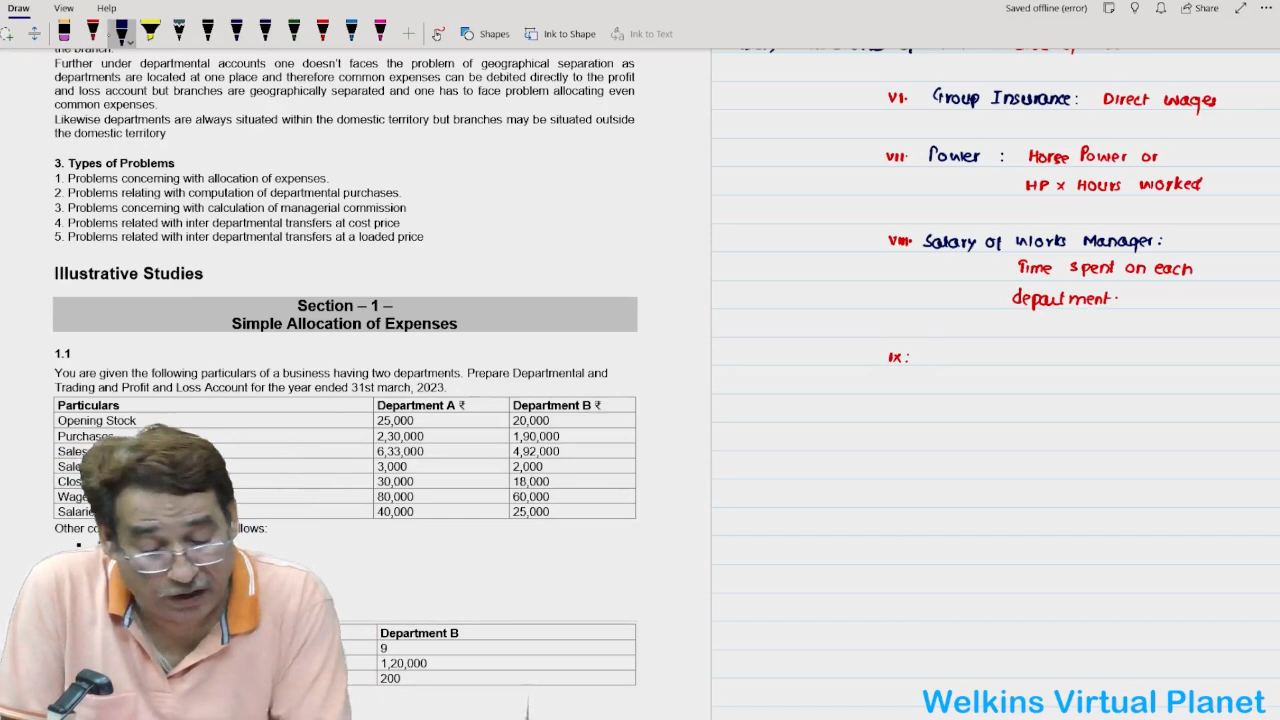 Draw View Help
Saved offline (error)
Share
Shapes
Ink to Shape
Ink to Text
the branch.
Further under departmental accounts one doesn't faces the problem of geographical separation as
departments are located at one place and therefore common expenses can be debited directly to the profit
and loss account but branches are geographically separated and one has to face problem allocating even
common expenses.
Likewise departments are always situated within the domestic territory but branches may be situated outside
the domestic territory
3. Types of Problems
1. Problems concerning with allocation of expenses.
2. Problems relating with computation of departmental purchases.
3. Problems concerning with calculation of managerial commission
4. Problems related with inter departmental transfers at cost price
5. Problems related with inter departmental transfers at a loaded price
Illustrative Studies
Section – 1 –
Simple Allocation of Expenses
1.1
You are given the following particulars of a business having two departments. Prepare Departmental and
Trading and Profit and Loss Account for the year ended 31st march, 2023.
Particulars Department A ₹ Department B ₹
Opening Stock 25,000 20,000
Purchases 2,30,000 1,90,000
Sales 6,33,000 4,92,000
3,000 2,000
30,000 18,000
80,000 60,000
40,000 25,000
Other
Department B
9
1,20,000
200
VI. Group Insurance: Direct wages
VII. Power : Horse Power or
HP x Hours worked
VIII. Salary of Works Manager:
Time spent on each
department.
IX:
Welkins Virtual Planet